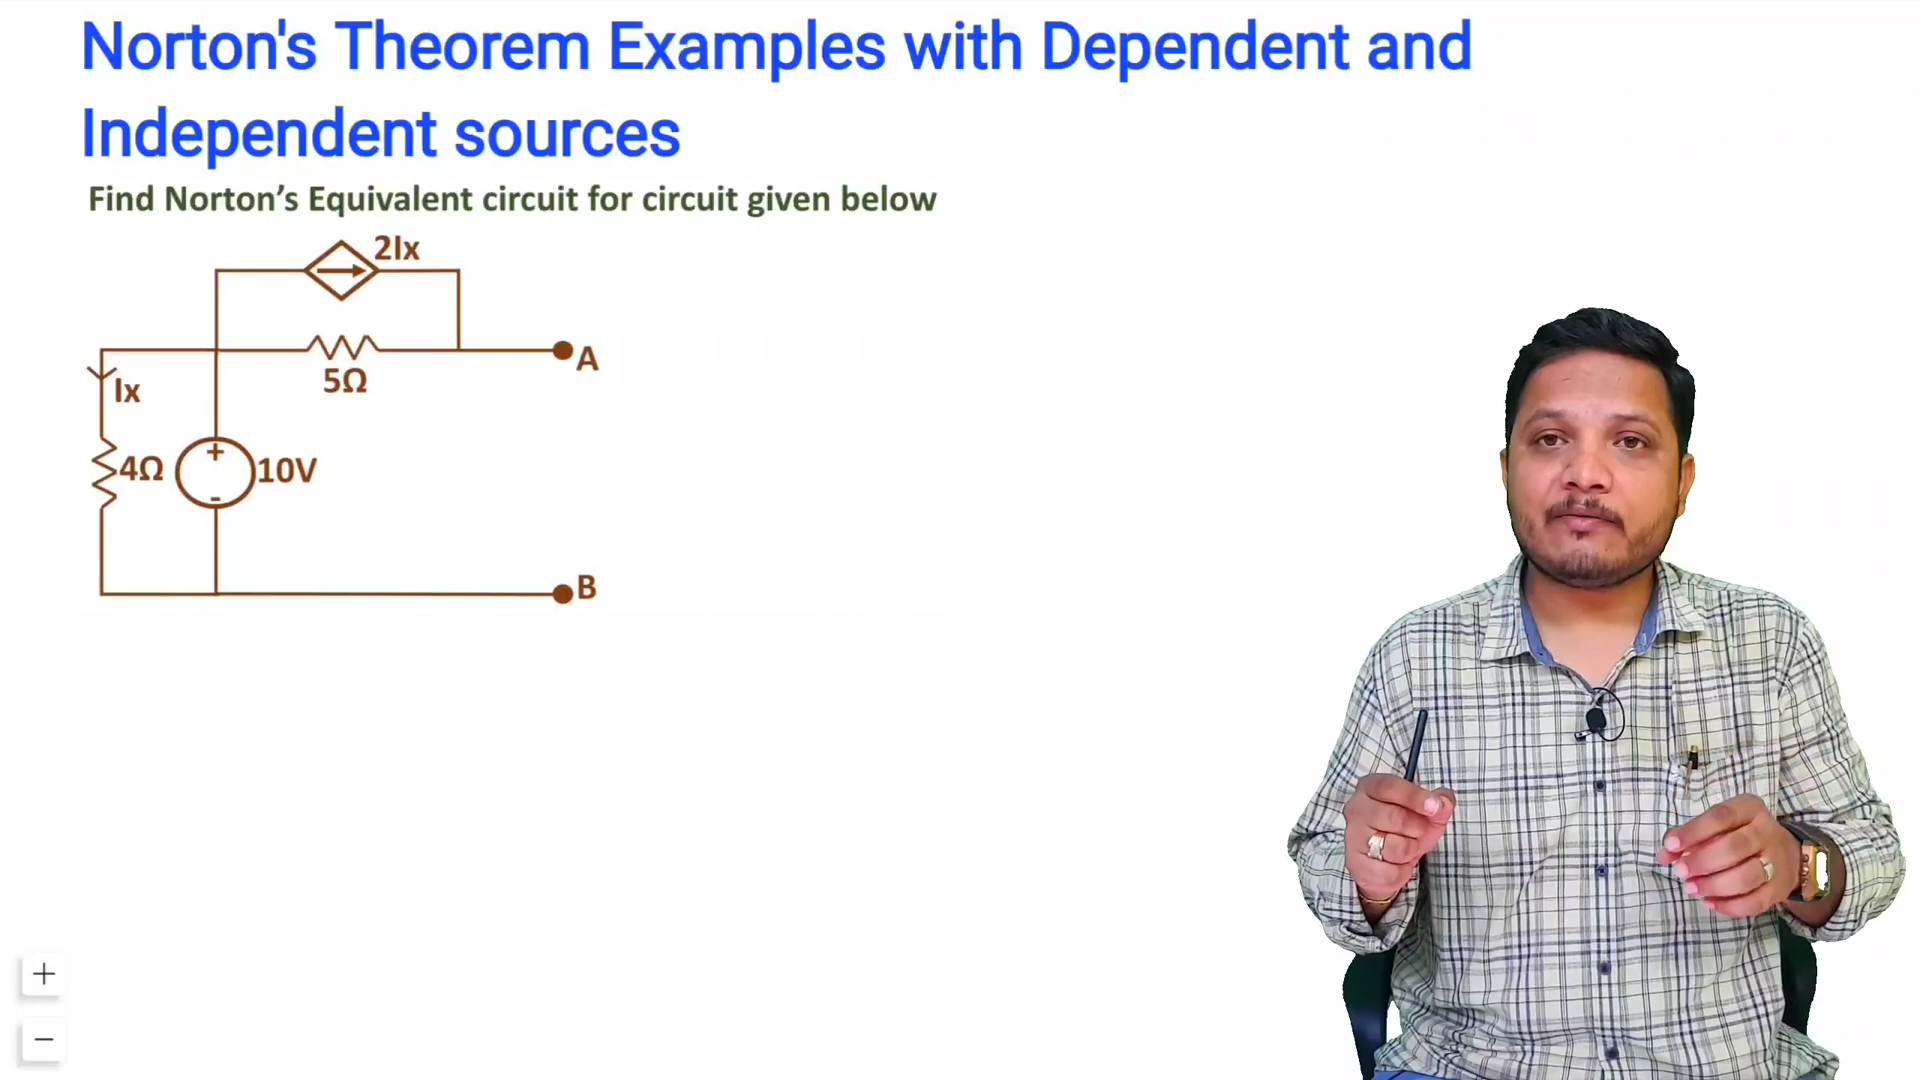 Norton's Theorem Examples with Dependent and
Independent sources
Find Norton’s Equivalent circuit for circuit given below
2Ix
A
5Ω
Ix
4Ω
+
-
10V
B
+
−